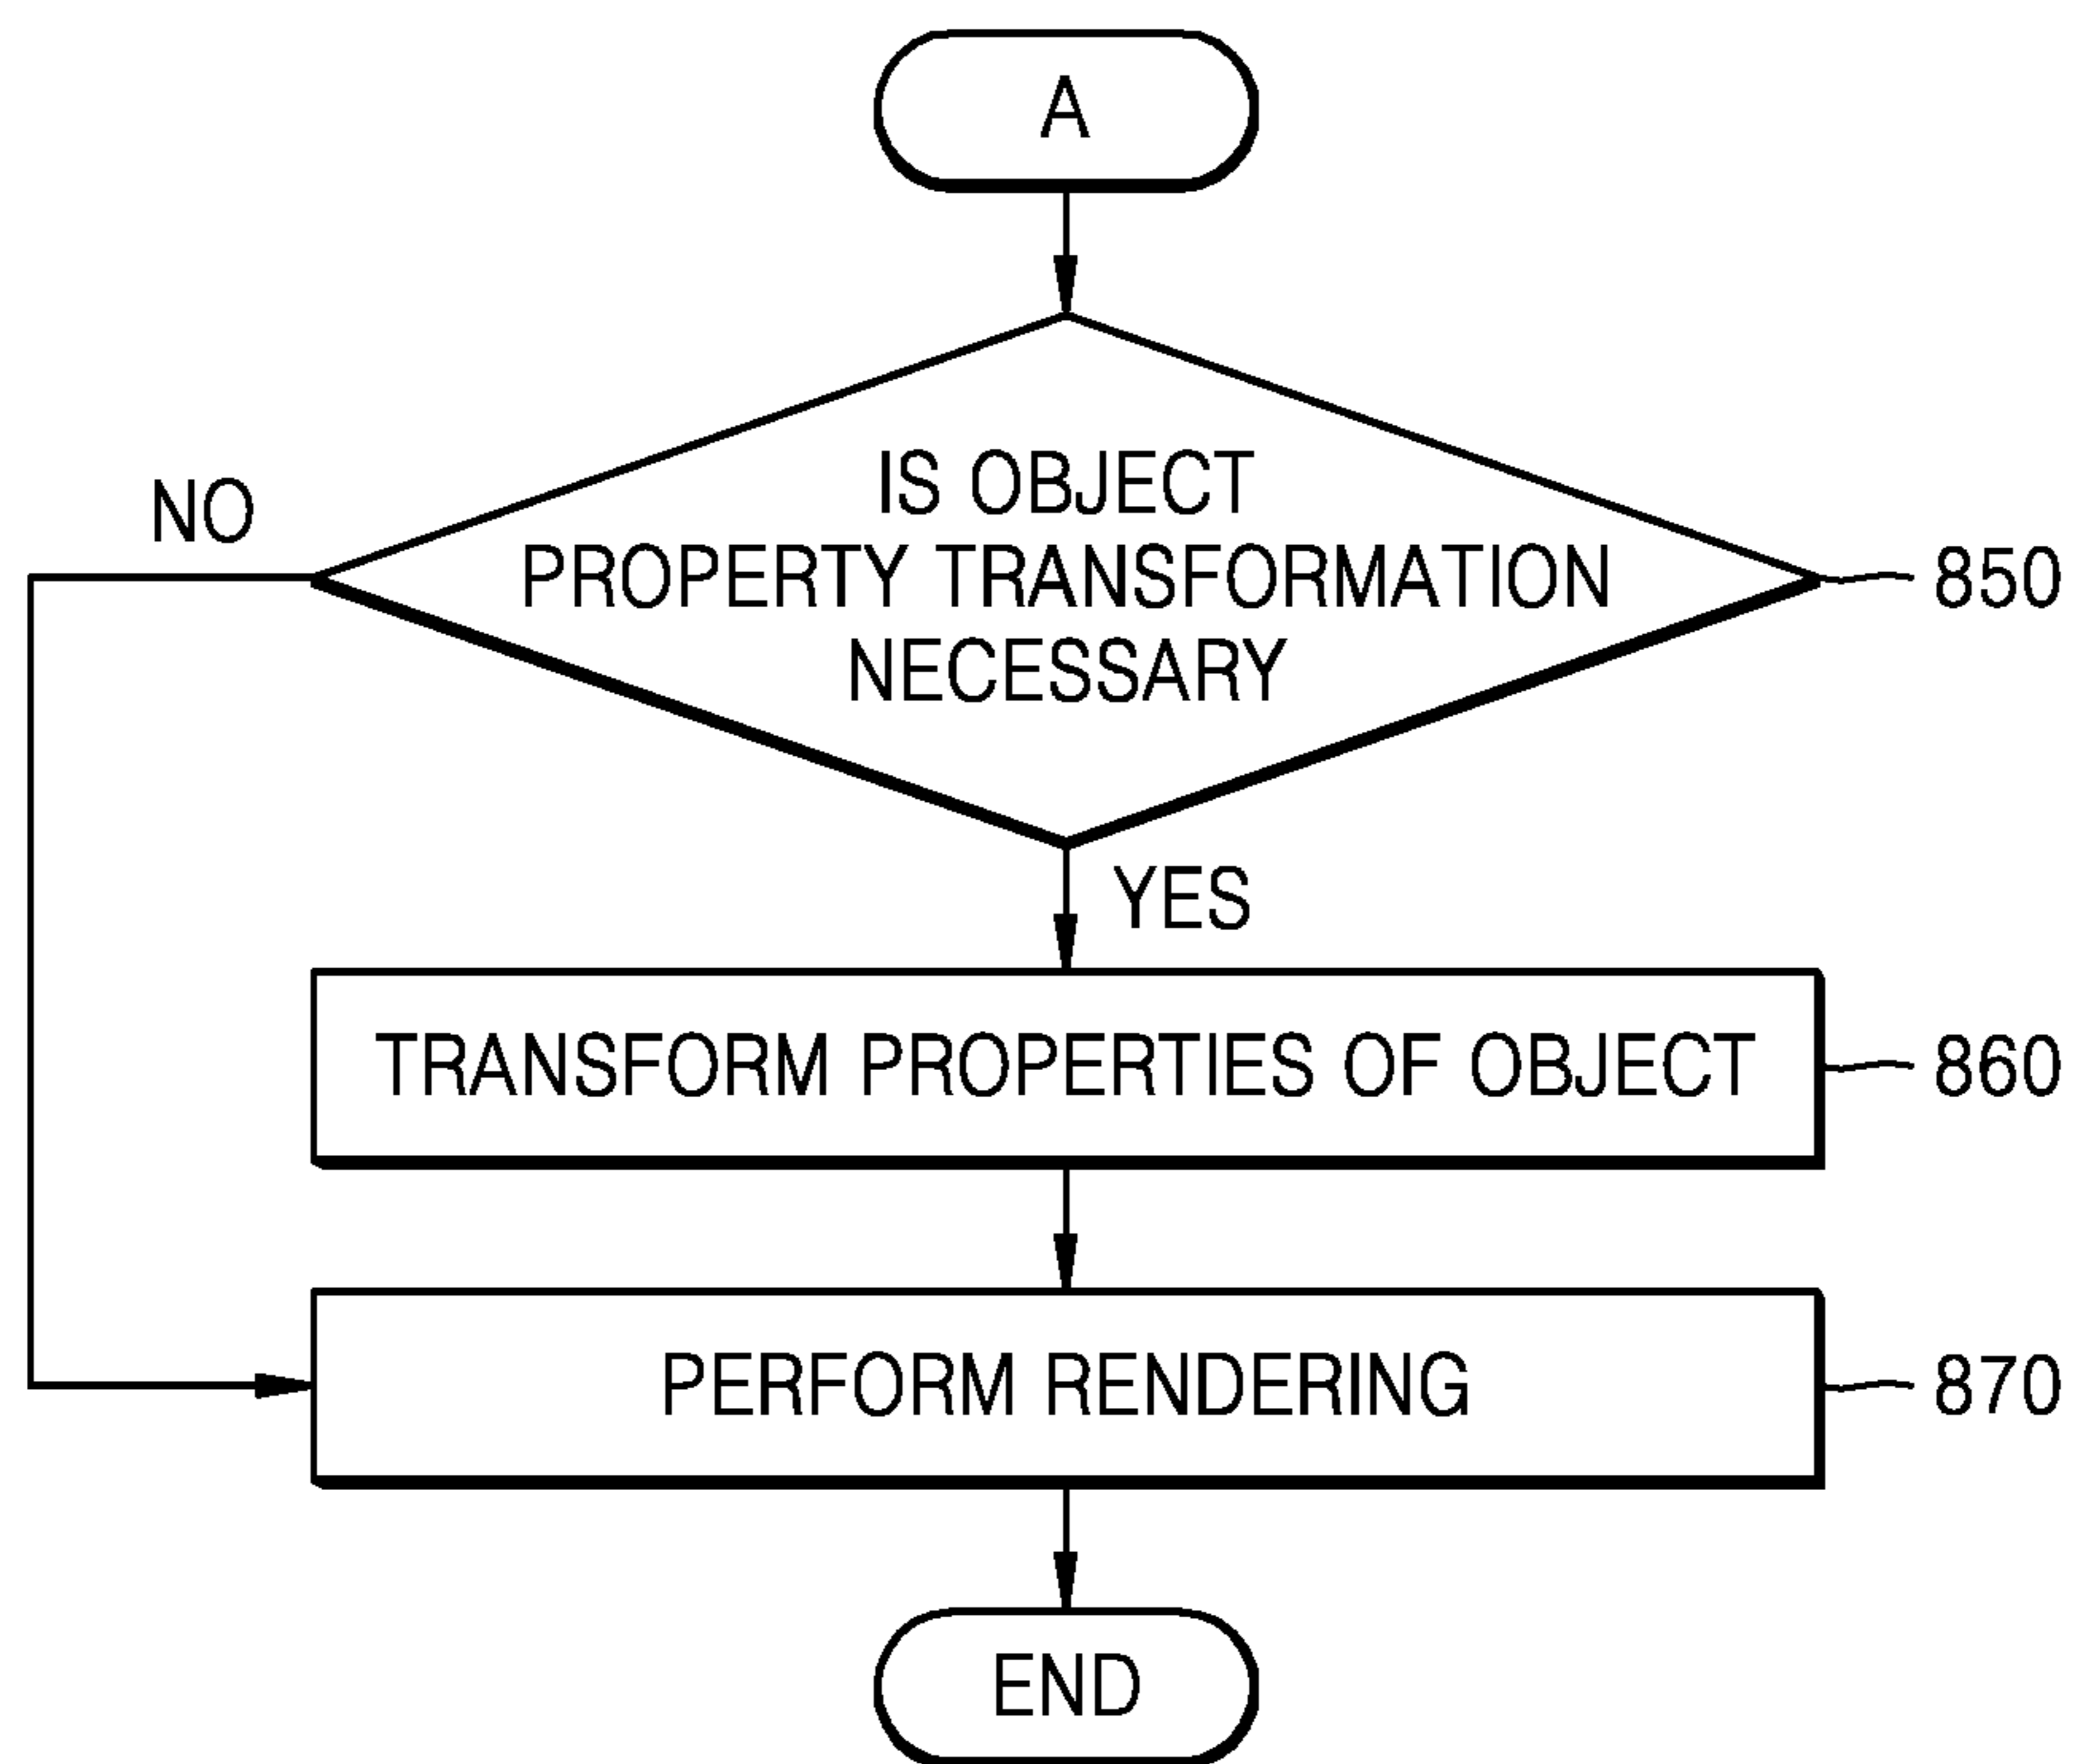 A
IS OBJECT
PROPERTY TRANSFORMATION
NECESSARY
850
NO
YES
TRANSFORM PROPERTIES OF OBJECT
860
PERFORM RENDERING
870
END